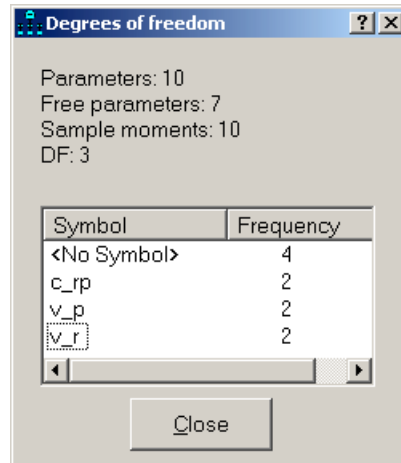 Degrees of freedom
Parameters: 10
Free parameters: 7
Sample moments: 10
DF: 3
Symbol Frequency
<No Symbol> 4
c_rp 2
v_p 2
v_r 2
Close